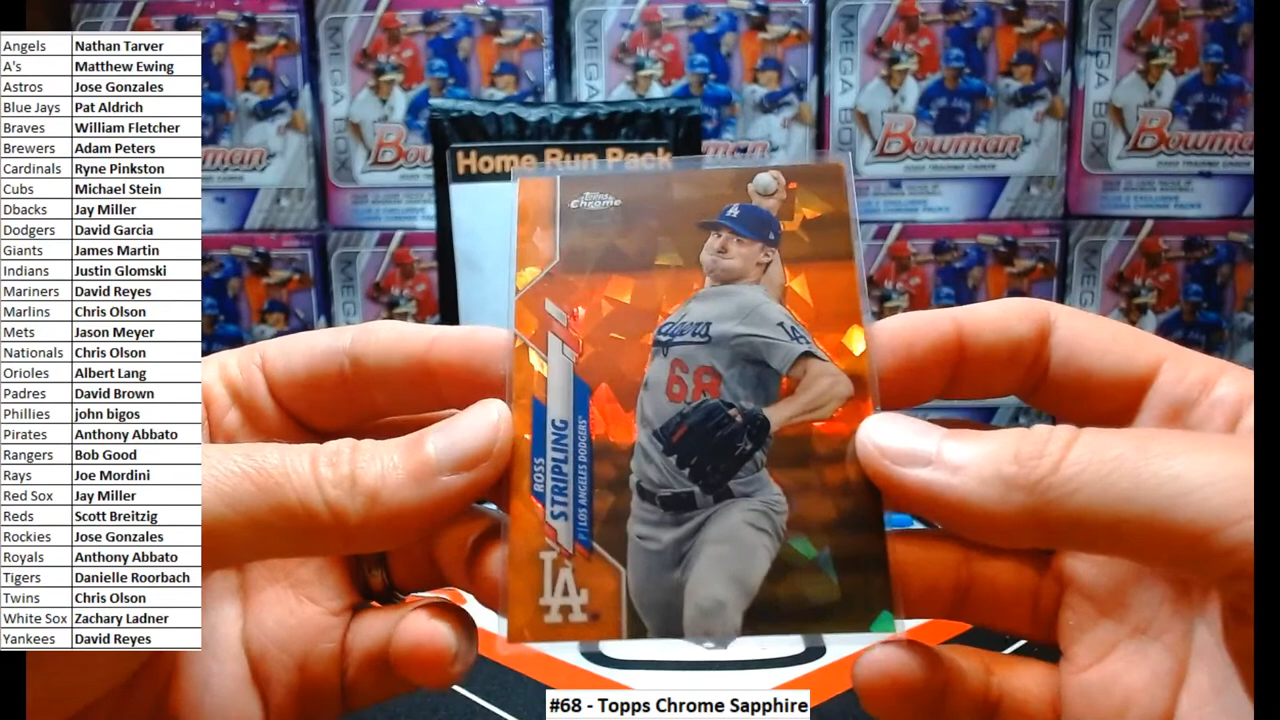 Angels Nathan Tarver
A's Matthew Ewing
Astros Jose Gonzales
Blue Jays Pat Aldrich
Braves William Fletcher
Brewers Adam Peters
Cardinals Ryne Pinkston
Cubs Michael Stein
Dbacks Jay Miller
Dodgers David Garcia
Giants James Martin
Indians Justin Glomski
Mariners David Reyes
Marlins Chris Olson
Mets Jason Meyer
Nationals Chris Olson
Orioles Albert Lang
Padres David Brown
Phillies john bigos
Pirates Anthony Abbato
Rangers Bob Good
Rays Joe Mordini
Red Sox Jay Miller
Reds Scott Breitzig
Rockies Jose Gonzales
Royals Anthony Abbato
Tigers Danielle Roorbach
Twins Chris Olson
White Sox Zachary Ladner
Yankees David Reyes
MEGA BOX
Bowman
Bowman
Home Run Pack
Topps
Chrome
LA
Dodgers
LA
68
ROSS
STRIPLING
P | LOS ANGELES DODGERS
LA
#68 - Topps Chrome Sapphire